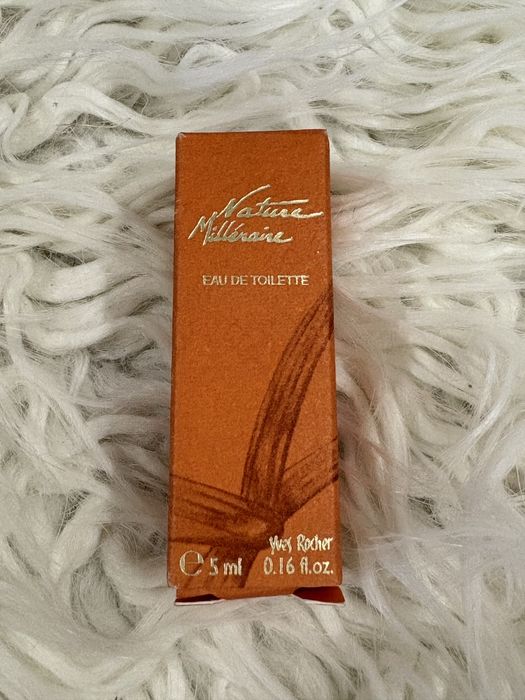 Nature
Millénaire
EAU DE TOILETTE
Yves Rocher
℮ 5 ml 0.16 fl.oz.